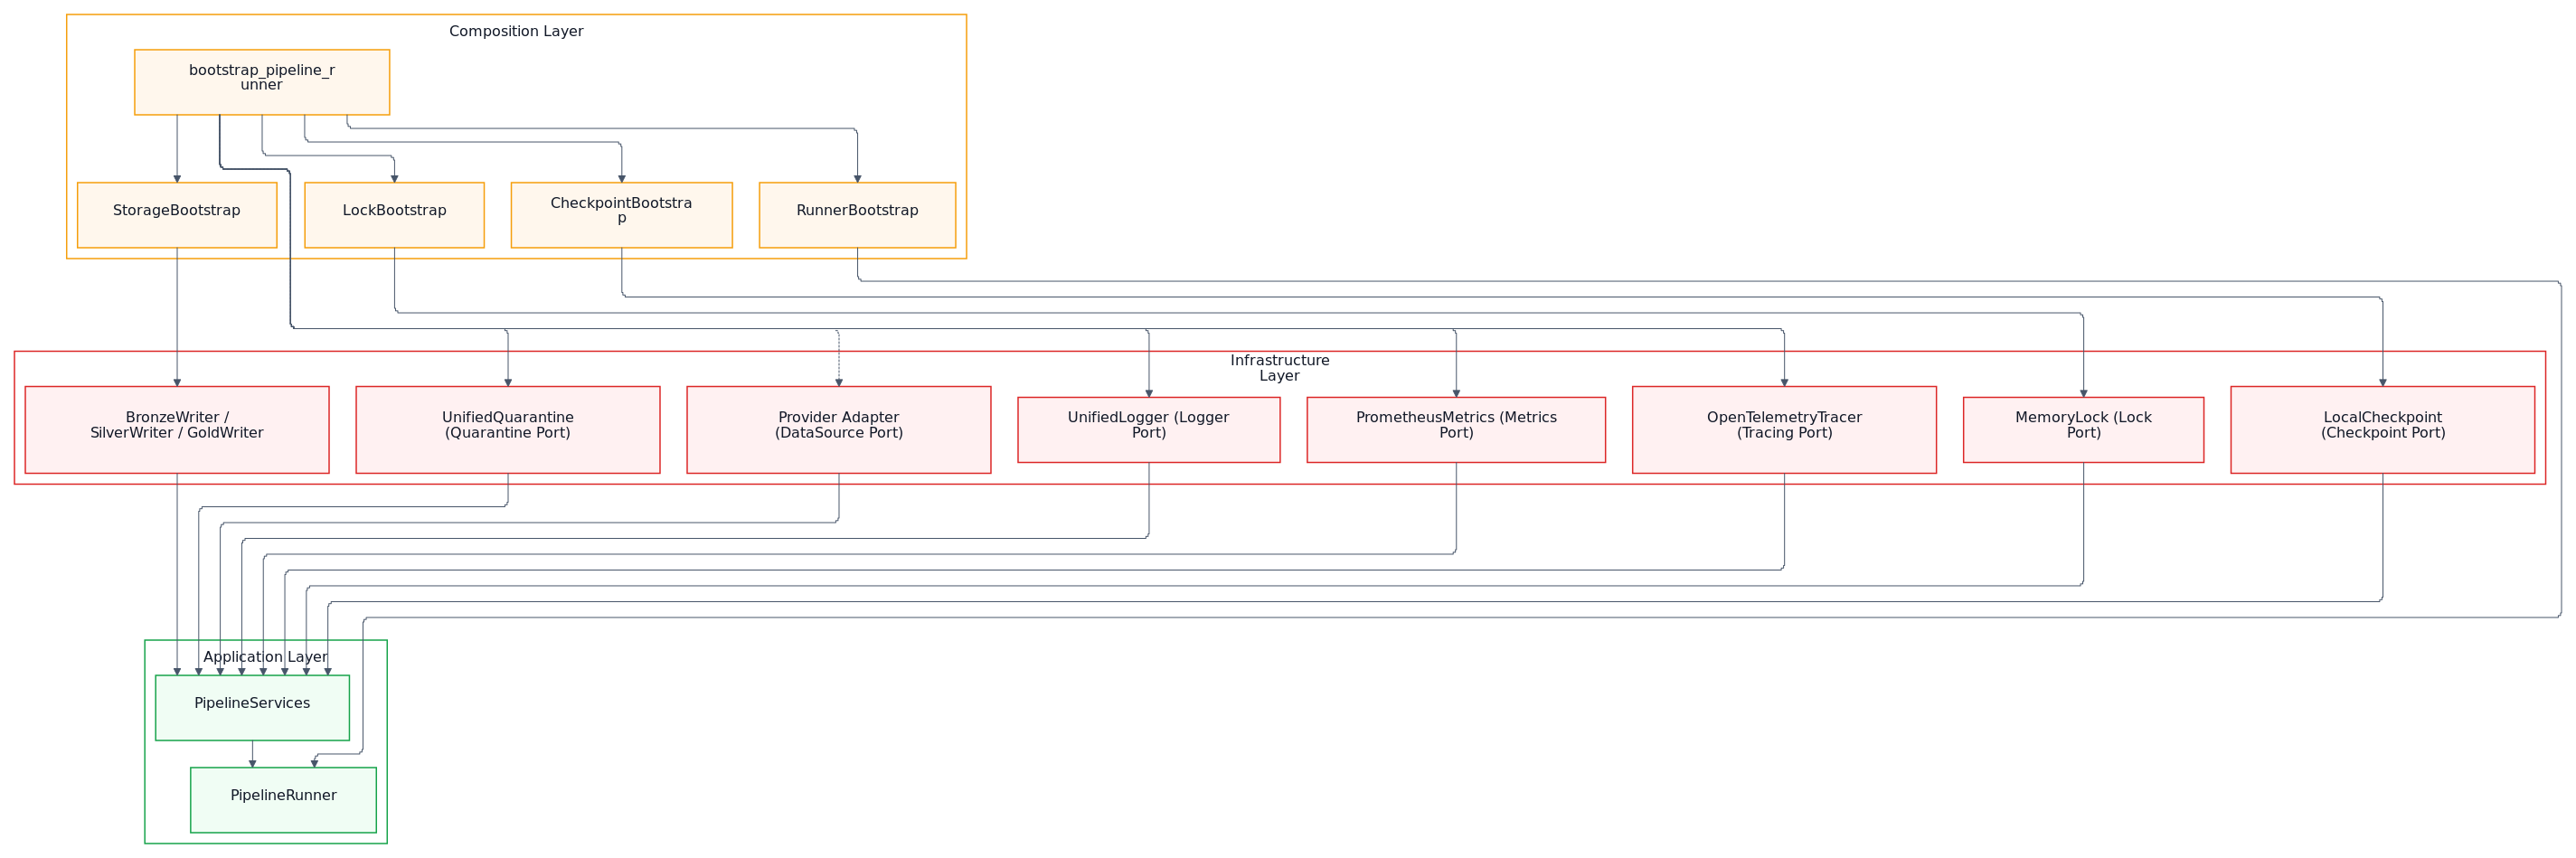 Composition Layer
bootstrap_pipeline_r
unner
StorageBootstrap
LockBootstrap
CheckpointBootstra
p
RunnerBootstrap
Infrastructure
Layer
BronzeWriter /
SilverWriter / GoldWriter
UnifiedQuarantine
(Quarantine Port)
Provider Adapter
(DataSource Port)
UnifiedLogger (Logger
Port)
PrometheusMetrics (Metrics
Port)
OpenTelemetryTracer
(Tracing Port)
MemoryLock (Lock
Port)
LocalCheckpoint
(Checkpoint Port)
Application Layer
PipelineServices
PipelineRunner